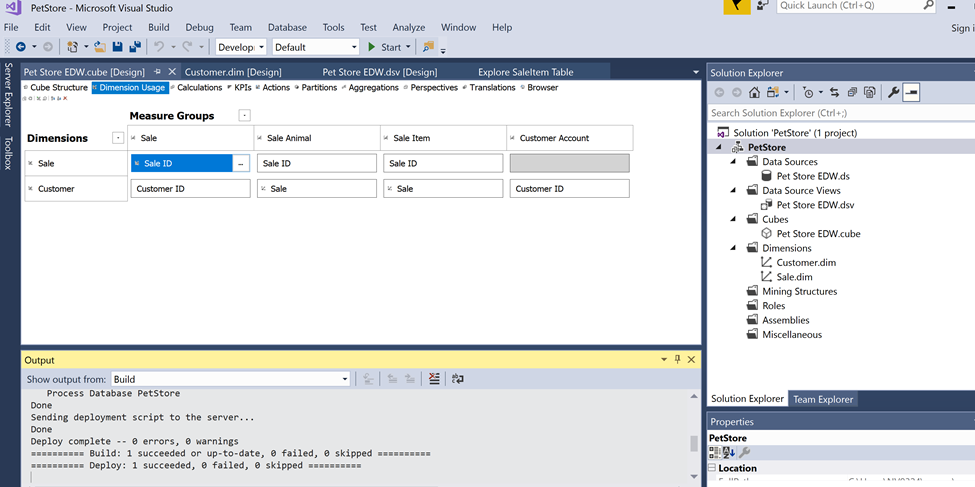 PetStore - Microsoft Visual Studio
Quick Launch (Ctrl+Q)
File Edit View Project Build Debug Team Database Tools Test Analyze Window Help
Sign i
Develop Default Start
Server Explorer
Toolbox
Pet Store EDW.cube [Design] Customer.dim [Design] Pet Store EDW.dsv [Design] Explore SaleItem Table
Cube Structure Dimension Usage Calculations KPIs Actions Partitions Aggregations Perspectives Translations Browser
Measure Groups
Dimensions Sale Sale Animal Sale Item Customer Account
Sale Sale ID ... Sale ID Sale ID
Customer Customer ID Sale Sale Customer ID
Output
Show output from: Build
Process Database PetStore
Done
Sending deployment script to the server...
Done
Deploy complete -- 0 errors, 0 warnings
========== Build: 1 succeeded or up-to-date, 0 failed, 0 skipped ==========
========== Deploy: 1 succeeded, 0 failed, 0 skipped ==========
Solution Explorer
Search Solution Explorer (Ctrl+;)
Solution 'PetStore' (1 project)
PetStore
Data Sources
Pet Store EDW.ds
Data Source Views
Pet Store EDW.dsv
Cubes
Pet Store EDW.cube
Dimensions
Customer.dim
Sale.dim
Mining Structures
Roles
Assemblies
Miscellaneous
Solution Explorer Team Explorer
Properties
PetStore
Location